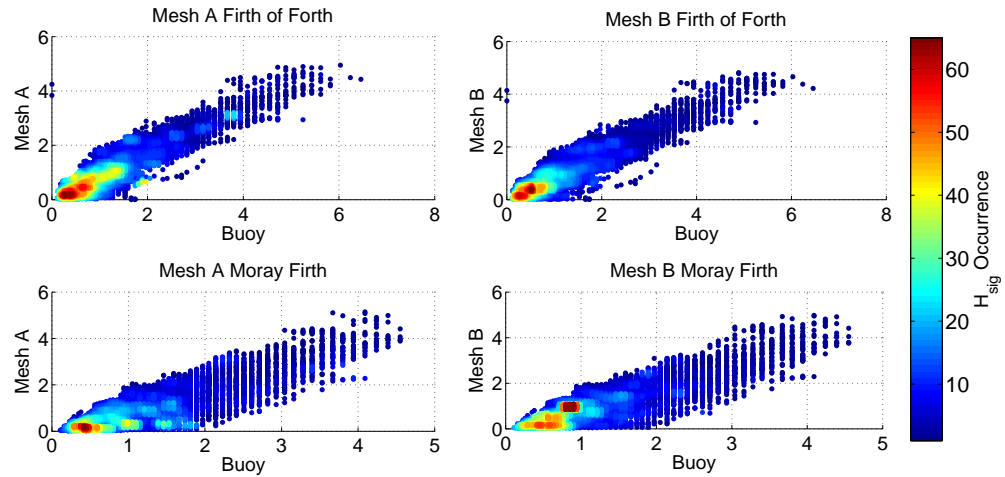 Mesh A Firth of Forth
6
4
2
0
Mesh A
0 2 4 6 8
Buoy
Mesh B Firth of Forth
6
4
2
0
Mesh B
0 2 4 6 8
Buoy
Mesh A Moray Firth
6
4
2
0
Mesh A
0 1 2 3 4 5
Buoy
Mesh B Moray Firth
6
4
2
0
Mesh B
0 1 2 3 4 5
Buoy
60
50
40
30
20
10
Hsig Occurrence